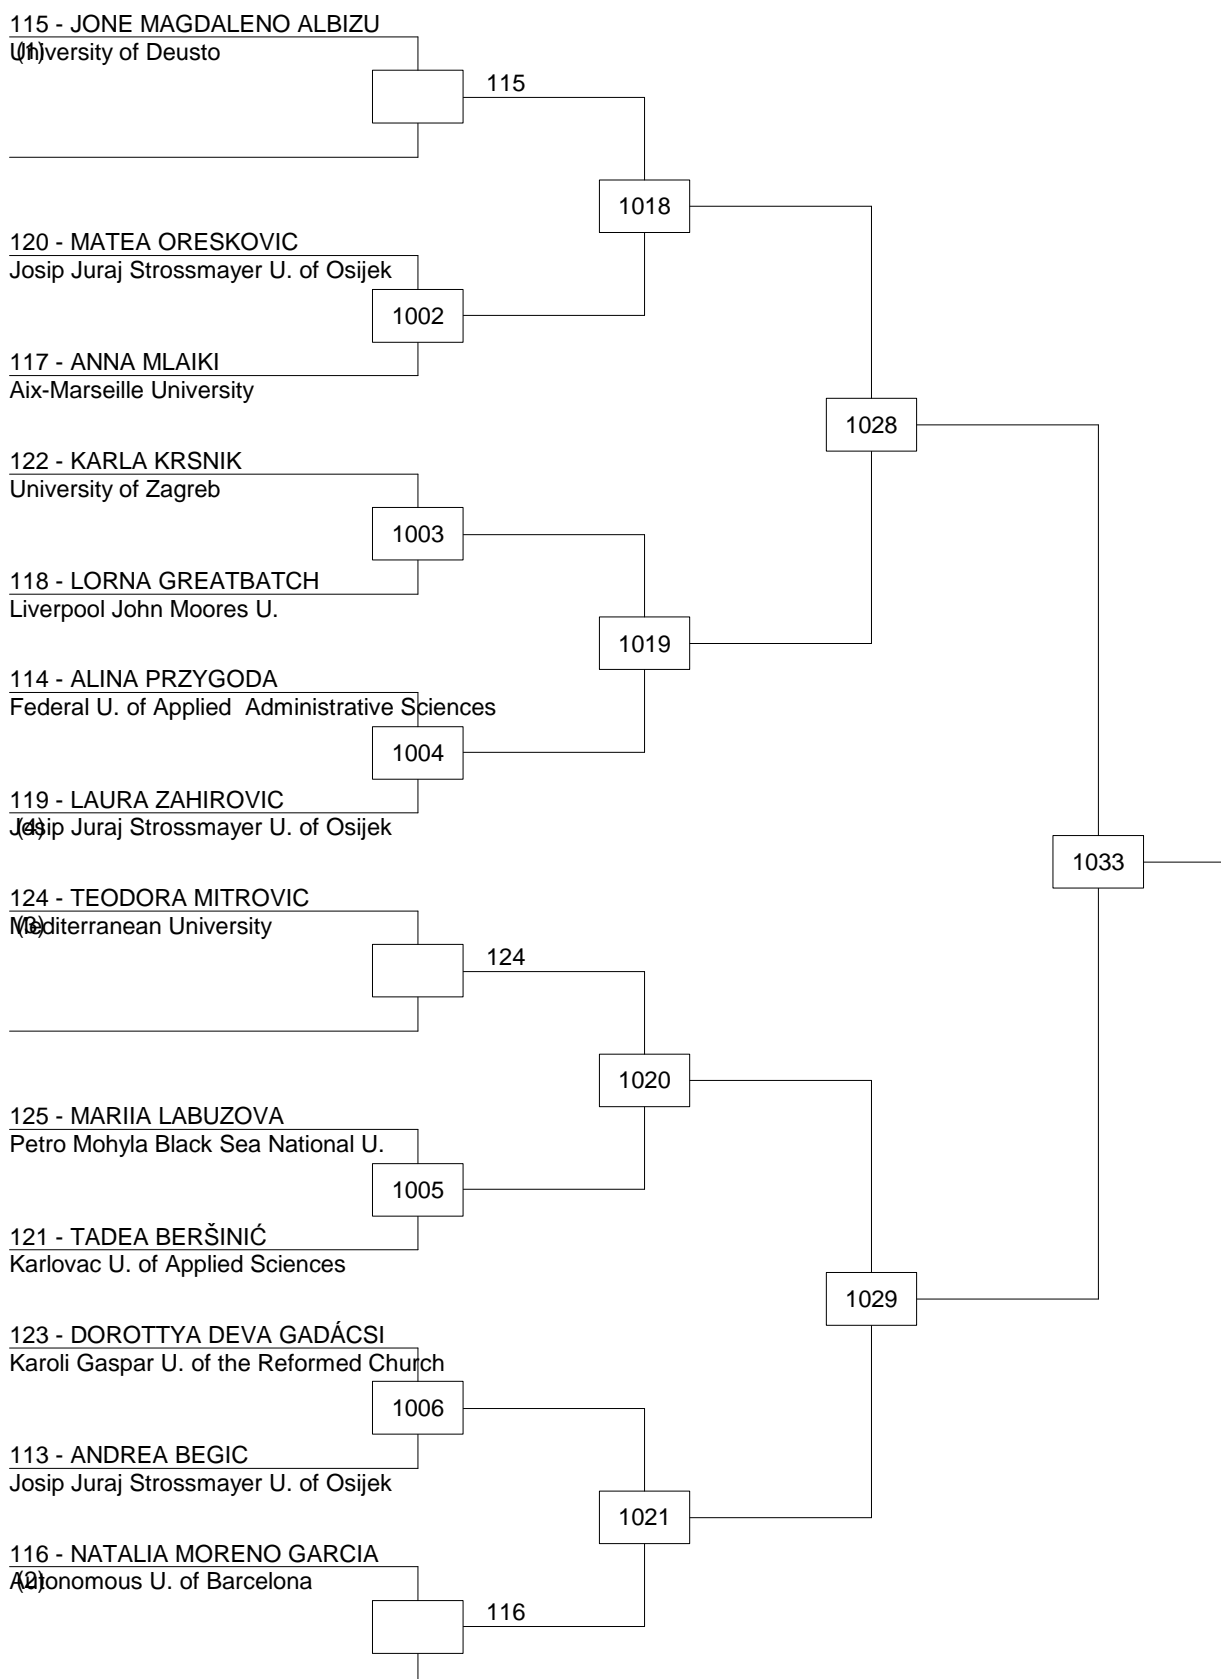 115 - JONE MAGDALENO ALBIZU
(1)
University of Deusto
115
1018
120 - MATEA ORESKOVIC
Josip Juraj Strossmayer U. of Osijek
1002
117 - ANNA MLAIKI
Aix-Marseille University
1028
122 - KARLA KRSNIK
University of Zagreb
1003
118 - LORNA GREATBATCH
Liverpool John Moores U.
1019
114 - ALINA PRZYGODA
Federal U. of Applied  Administrative Sciences
1004
119 - LAURA ZAHIROVIC
(4)
Josip Juraj Strossmayer U. of Osijek
1033
124 - TEODORA MITROVIC
(3)
Mediterranean University
124
1020
125 - MARIIA LABUZOVA
Petro Mohyla Black Sea National U.
1005
121 - TADEA BERŠINIĆ
Karlovac U. of Applied Sciences
1029
123 - DOROTTYA DEVA GADÁCSI
Karoli Gaspar U. of the Reformed Church
1006
113 - ANDREA BEGIC
Josip Juraj Strossmayer U. of Osijek
1021
116 - NATALIA MORENO GARCIA
(2)
Autonomous U. of Barcelona
116